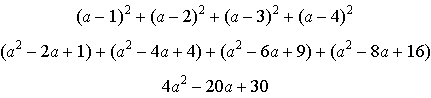 (a − 1)² + (a − 2)² + (a − 3)² + (a − 4)²
(a² − 2a + 1) + (a² − 4a + 4) + (a² − 6a + 9) + (a² − 8a + 16)
4a² − 20a + 30